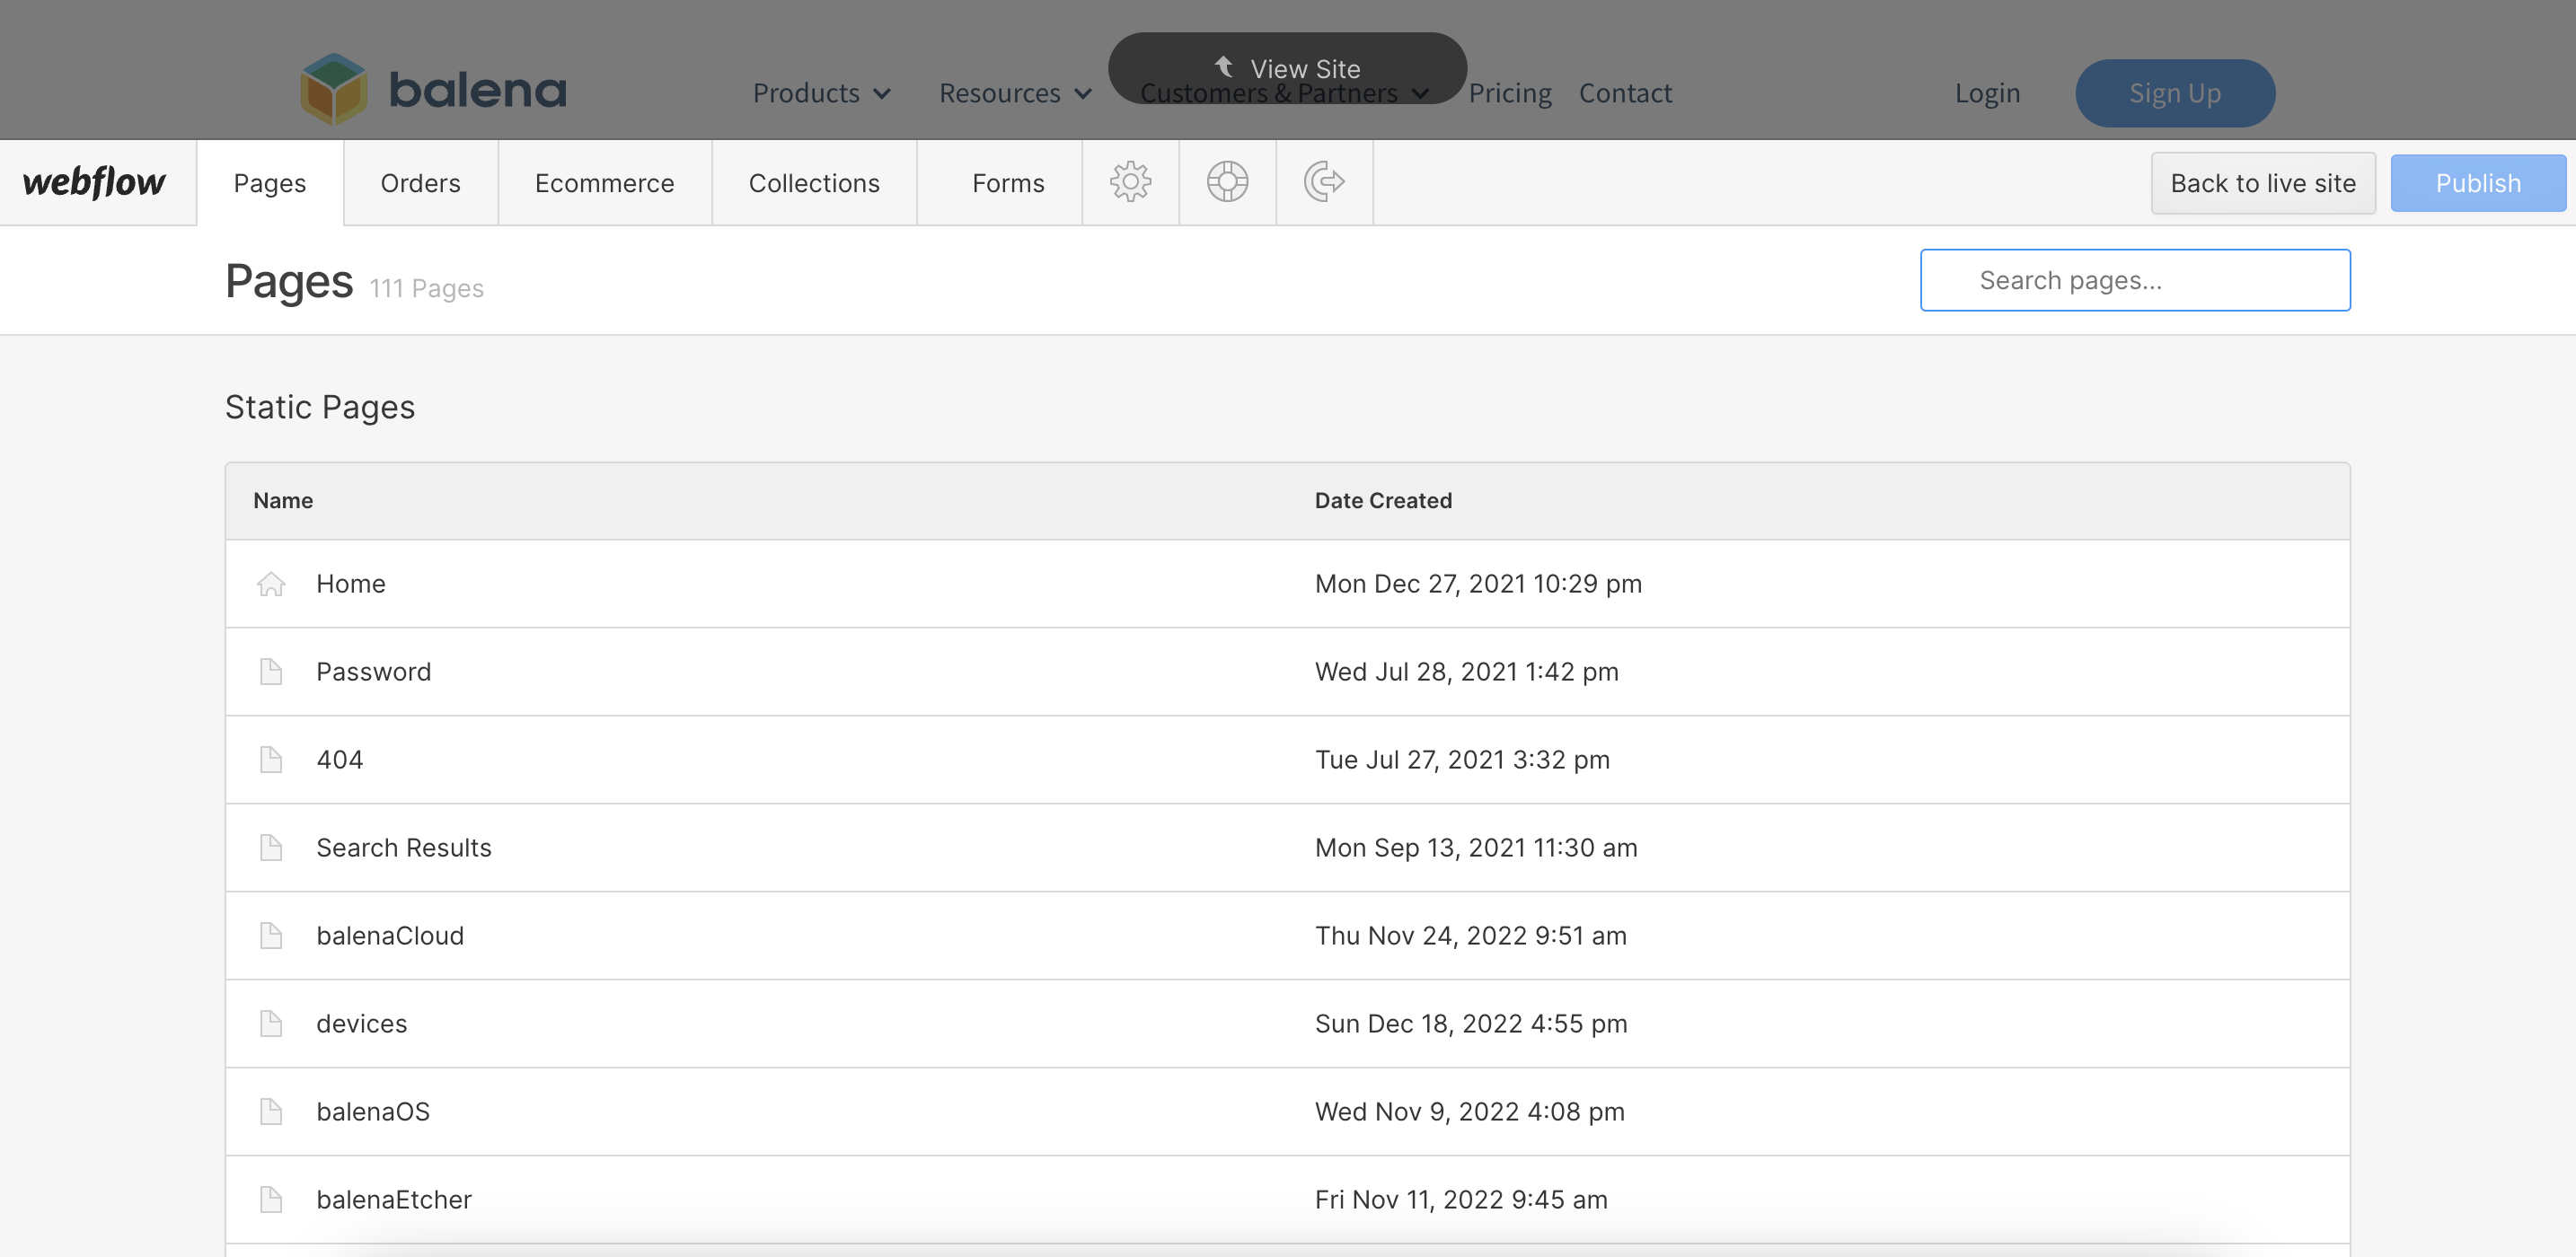 balena
Products
Resources
Customers & Partners
Pricing
Contact
View Site
Login
Sign Up
webflow
Pages
Orders
Ecommerce
Collections
Forms
Back to live site
Publish
Pages 111 Pages
Search pages...
Static Pages
Name Date Created
Home Mon Dec 27, 2021 10:29 pm
Password Wed Jul 28, 2021 1:42 pm
404 Tue Jul 27, 2021 3:32 pm
Search Results Mon Sep 13, 2021 11:30 am
balenaCloud Thu Nov 24, 2022 9:51 am
devices Sun Dec 18, 2022 4:55 pm
balenaOS Wed Nov 9, 2022 4:08 pm
balenaEtcher Fri Nov 11, 2022 9:45 am